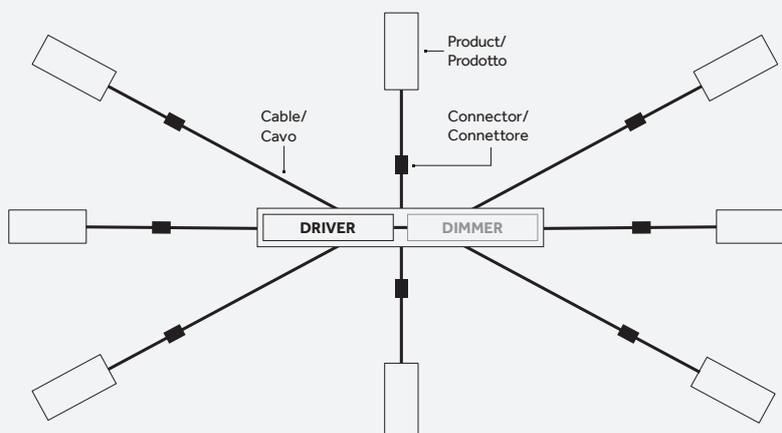 Product/
Prodotto
Cable/
Cavo
Connector/
Connettore
DRIVER
DIMMER